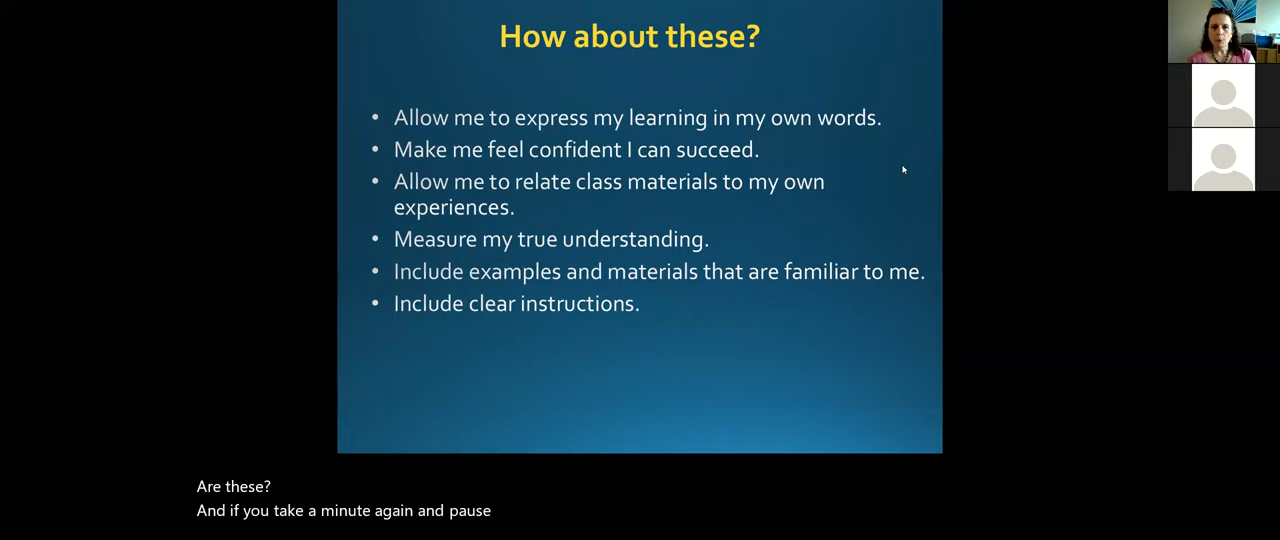 How about these?
• Allow me to express my learning in my own words.
• Make me feel confident I can succeed.
• Allow me to relate class materials to my own
experiences.
• Measure my true understanding.
• Include examples and materials that are familiar to me.
• Include clear instructions.
Are these?
And if you take a minute again and pause